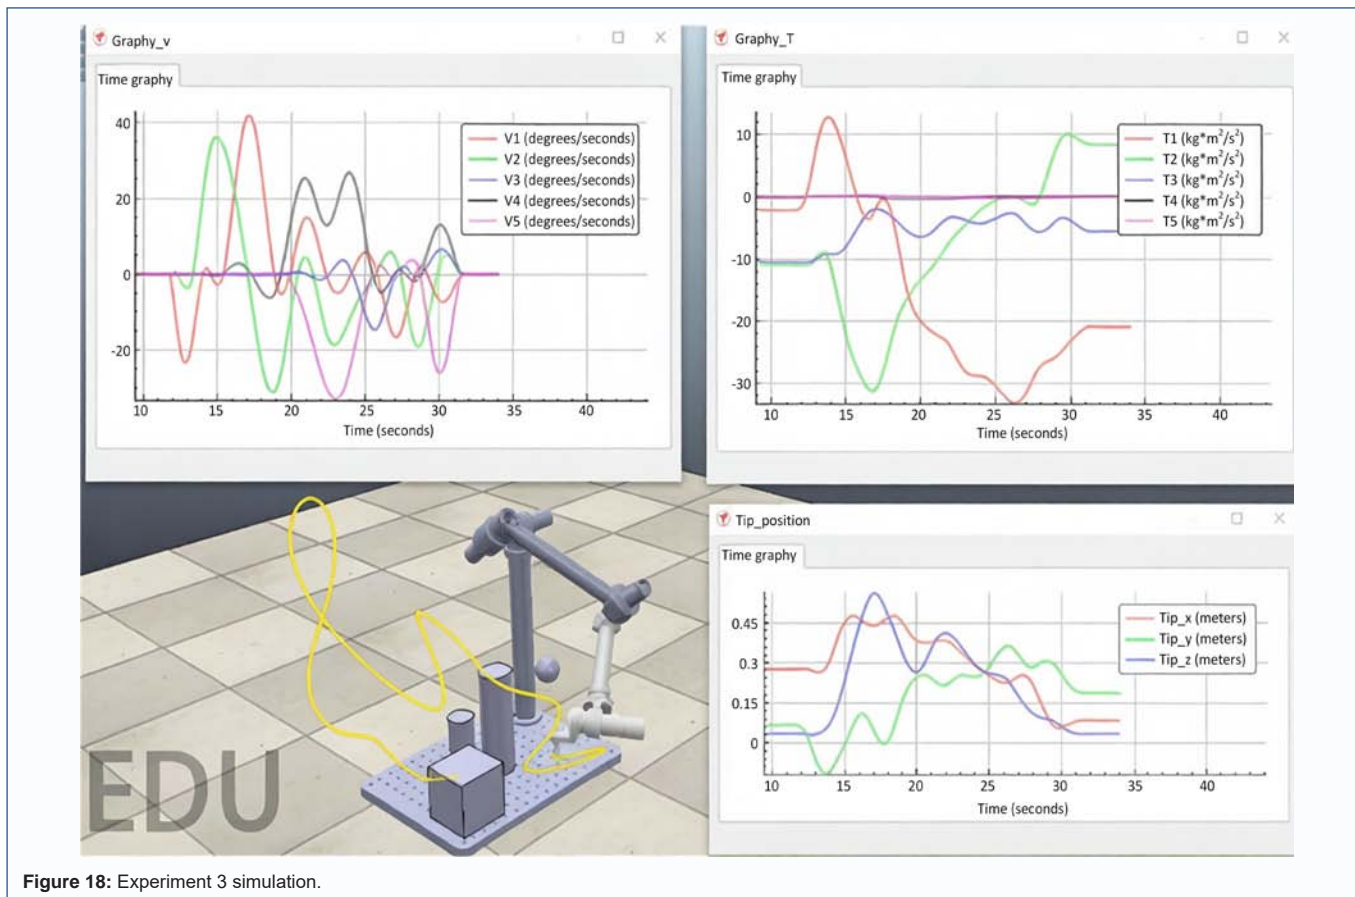 Graphy_v
Time graphy
40
20
0
-20
10 15 20 25 30 35 40
Time (seconds)
V1 (degrees/seconds)
V2 (degrees/seconds)
V3 (degrees/seconds)
V4 (degrees/seconds)
V5 (degrees/seconds)
Graphy_T
Time graphy
10
0
-10
-20
-30
10 15 20 25 30 35 40
Time (seconds)
T1 (kg*m²/s²)
T2 (kg*m²/s²)
T3 (kg*m²/s²)
T4 (kg*m²/s²)
T5 (kg*m²/s²)
Tip_position
Time graphy
0.45
0.3
0.15
0
10 15 20 25 30 35 40
Time (seconds)
Tip_x (meters)
Tip_y (meters)
Tip_z (meters)
EDU
Figure 18: Experiment 3 simulation.